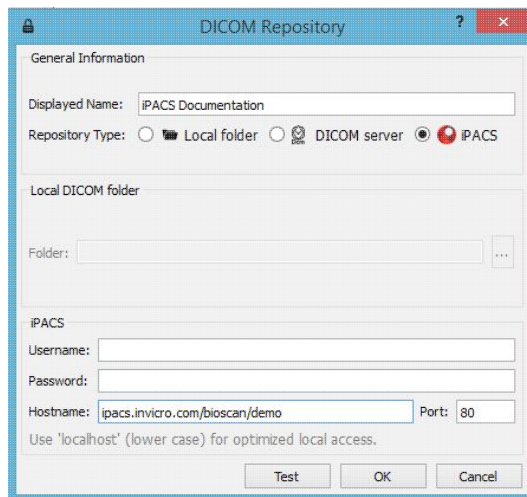 DICOM Repository ?
General Information
Displayed Name: iPACS Documentation
Repository Type: Local folder DICOM server iPACS
Local DICOM folder
Folder: ...
iPACS
Username:
Password:
Hostname: ipacs.invicro.com/bioscan/demo Port: 80
Use 'localhost' (lower case) for optimized local access.
Test OK Cancel